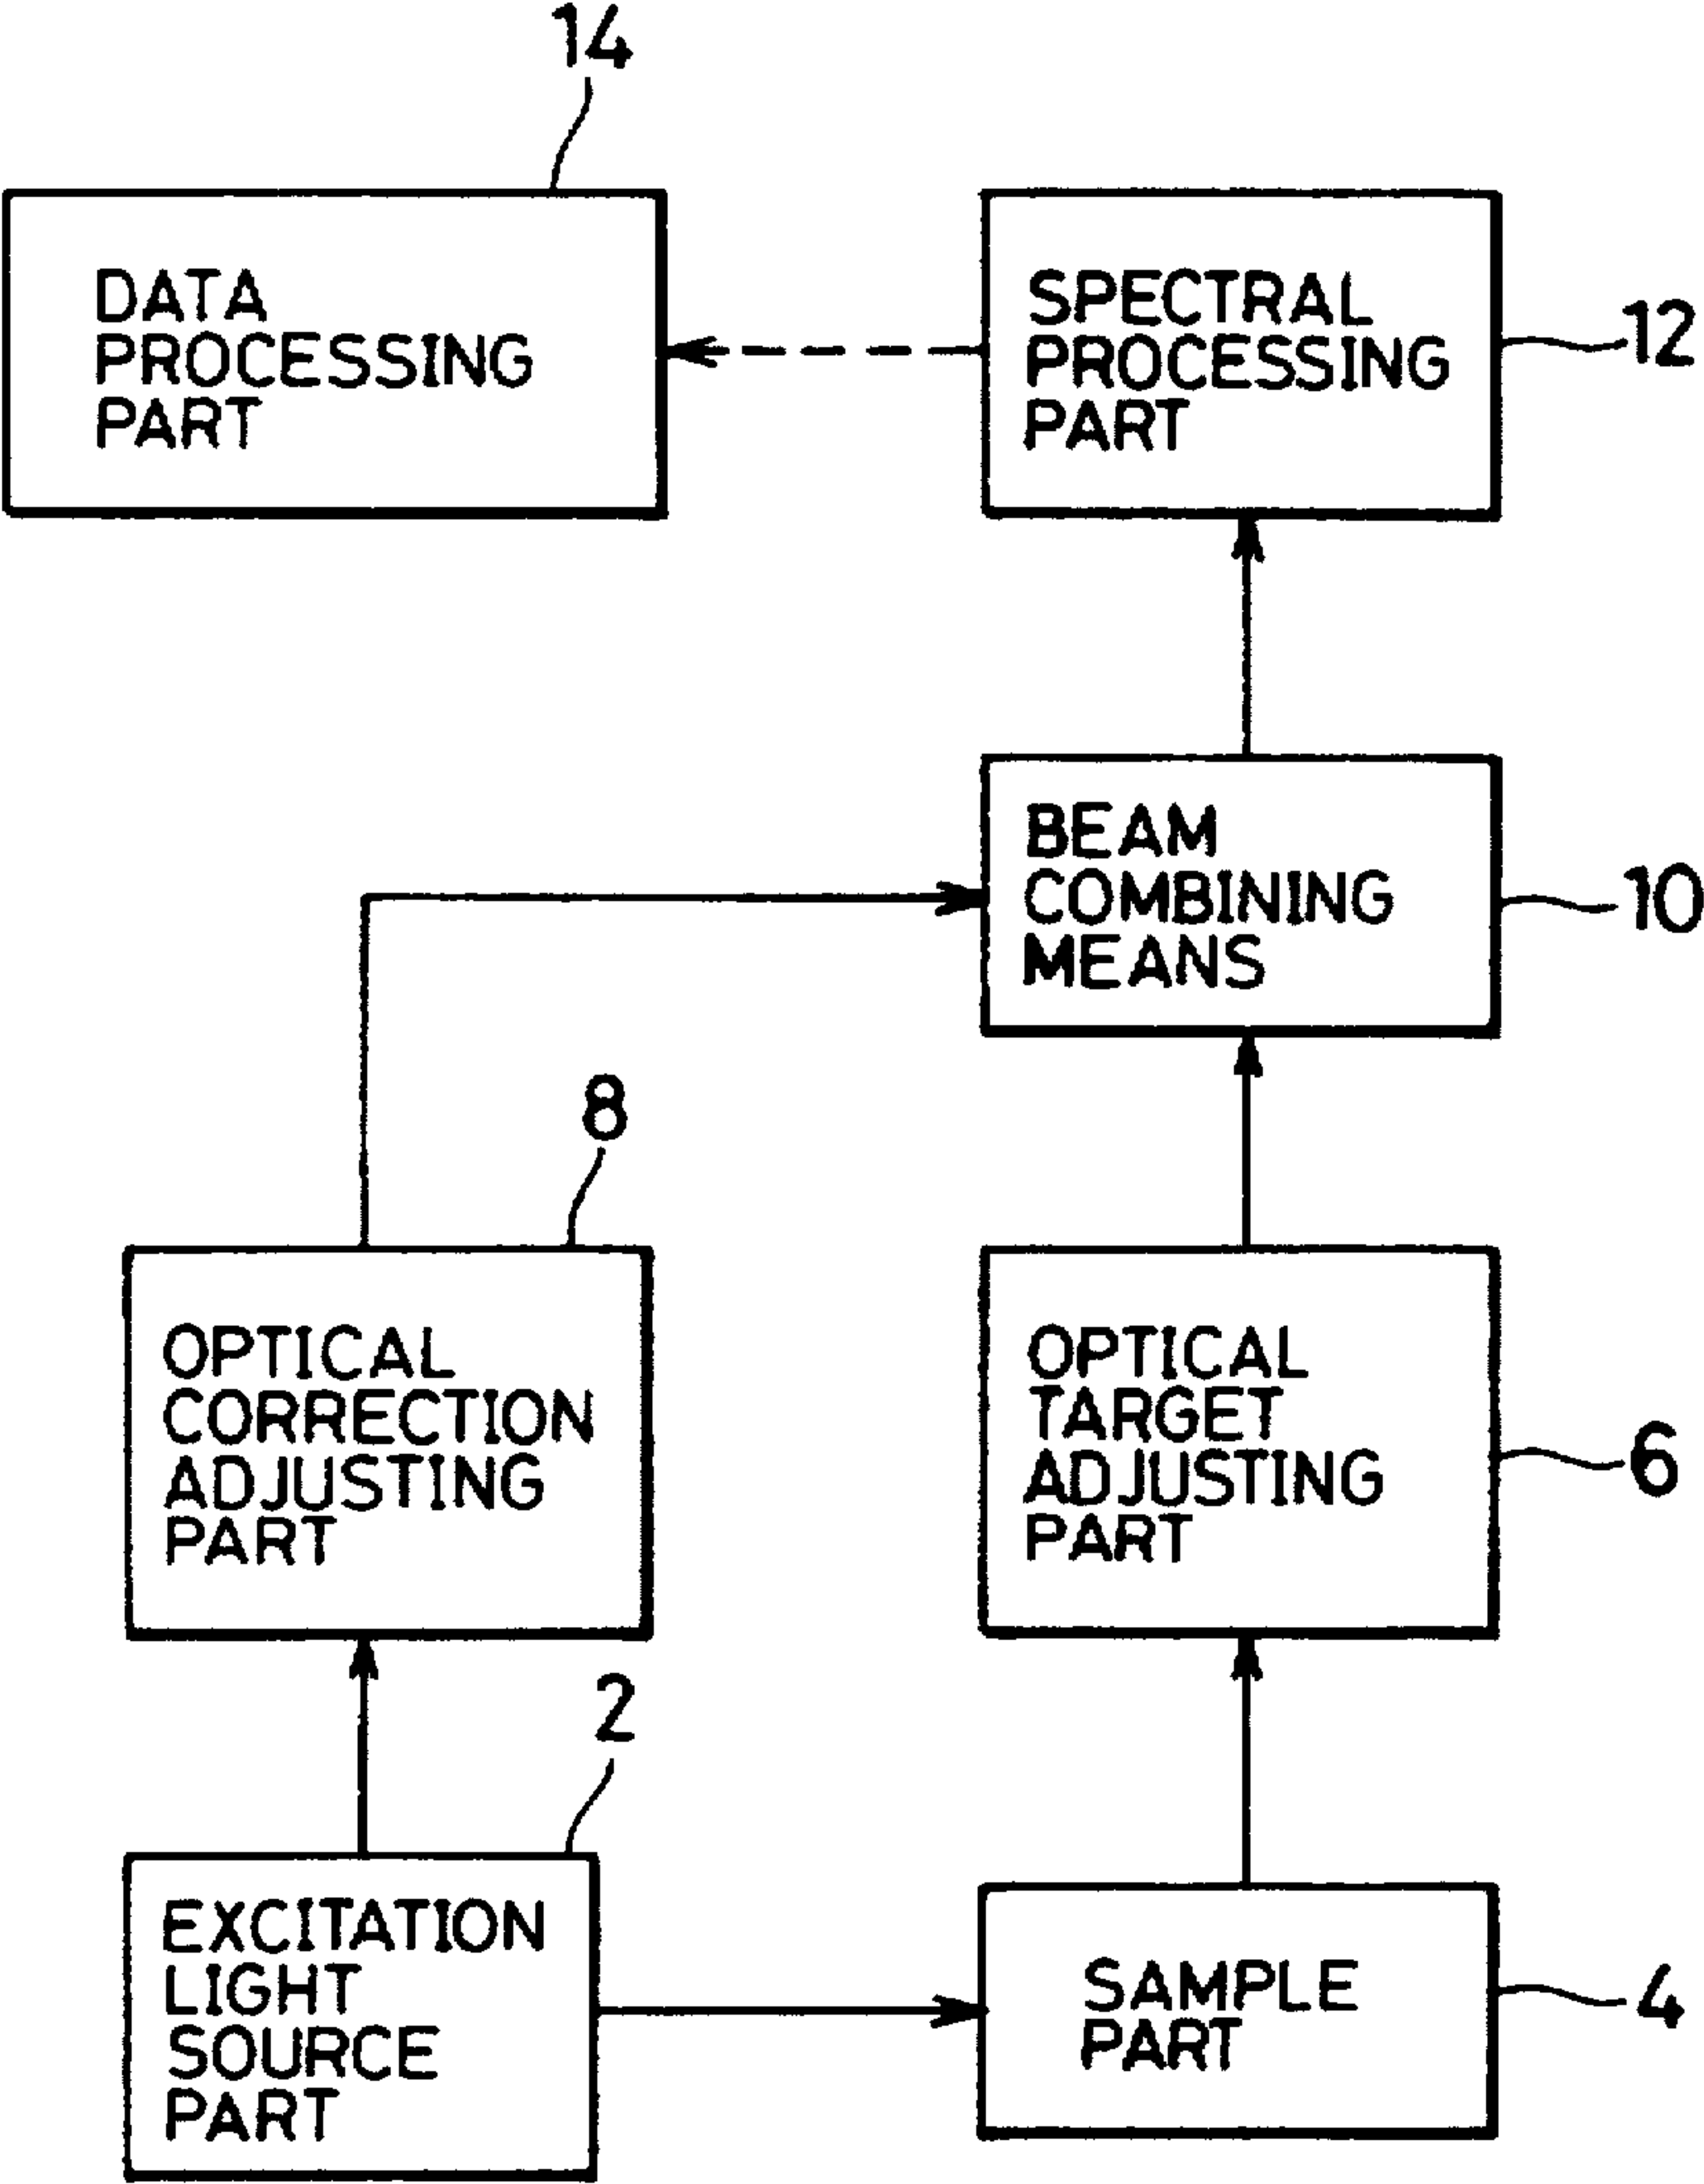 14
DATA
PROCESSING
PART
SPECTRAL
PROCESSING
PART
12
BEAM
COMBINING
MEANS
10
8
OPTICAL
CORRECTION
ADJUSTING
PART
OPTICAL
TARGET
ADJUSTING
PART
6
2
EXCITATION
LIGHT
SOURCE
PART
SAMPLE
PART
4